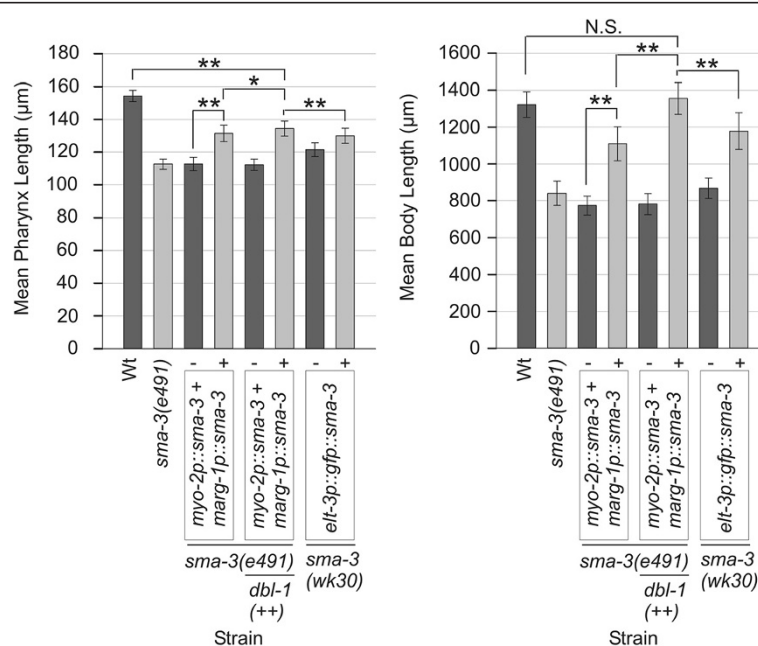 Mean Pharynx Length (μm)
180
160
140
120
100
80
60
40
20
0
**
*
**
**
Wt
sma-3(e491)
-
+
-
+
-
+
myo-2p::sma-3 +
marg-1p::sma-3
myo-2p::sma-3 +
marg-1p::sma-3
elt-3p::gfp::sma-3
sma-3(e491)
dbl-1
(++)
sma-3
(wk30)
Strain
Mean Body Length (μm)
1600
1400
1200
1000
800
600
400
200
0
N.S.
**
**
**
Wt
sma-3(e491)
-
+
-
+
-
+
myo-2p::sma-3 +
marg-1p::sma-3
myo-2p::sma-3 +
marg-1p::sma-3
elt-3p::gfp::sma-3
sma-3(e491)
dbl-1
(++)
sma-3
(wk30)
Strain